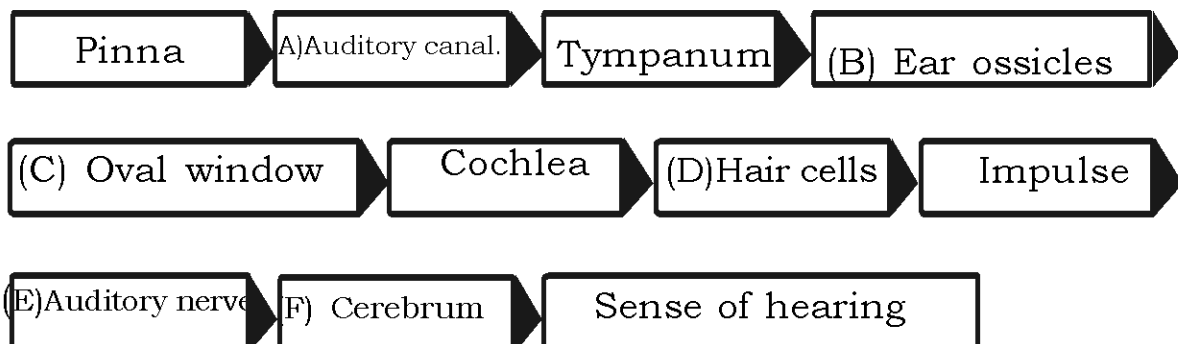 Pinna A)Auditory canal. Tympanum (B) Ear ossicles
(C) Oval window Cochlea (D)Hair cells Impulse
(E)Auditory nerve (F) Cerebrum Sense of hearing